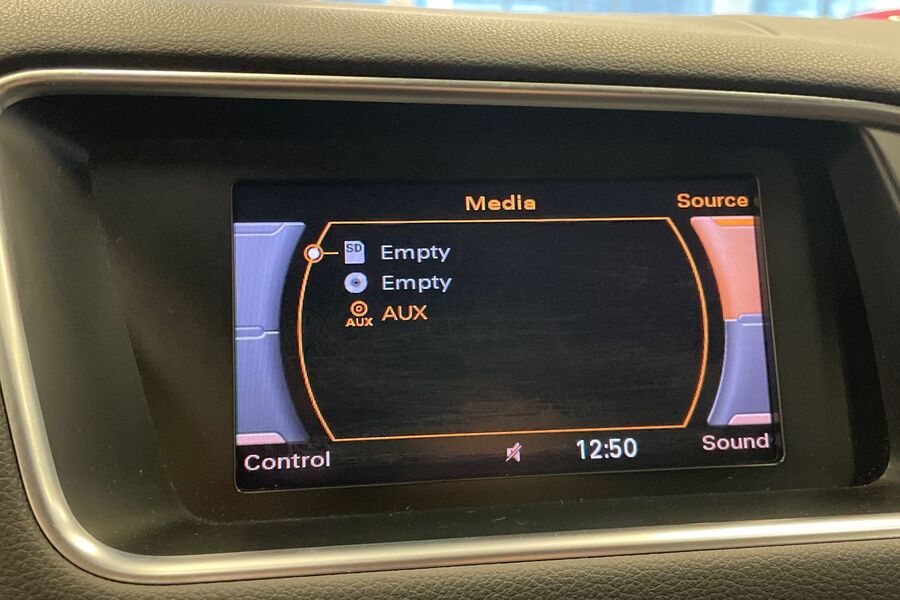 Media
Source
SD Empty
Empty
AUX AUX
Control
12:50
Sound